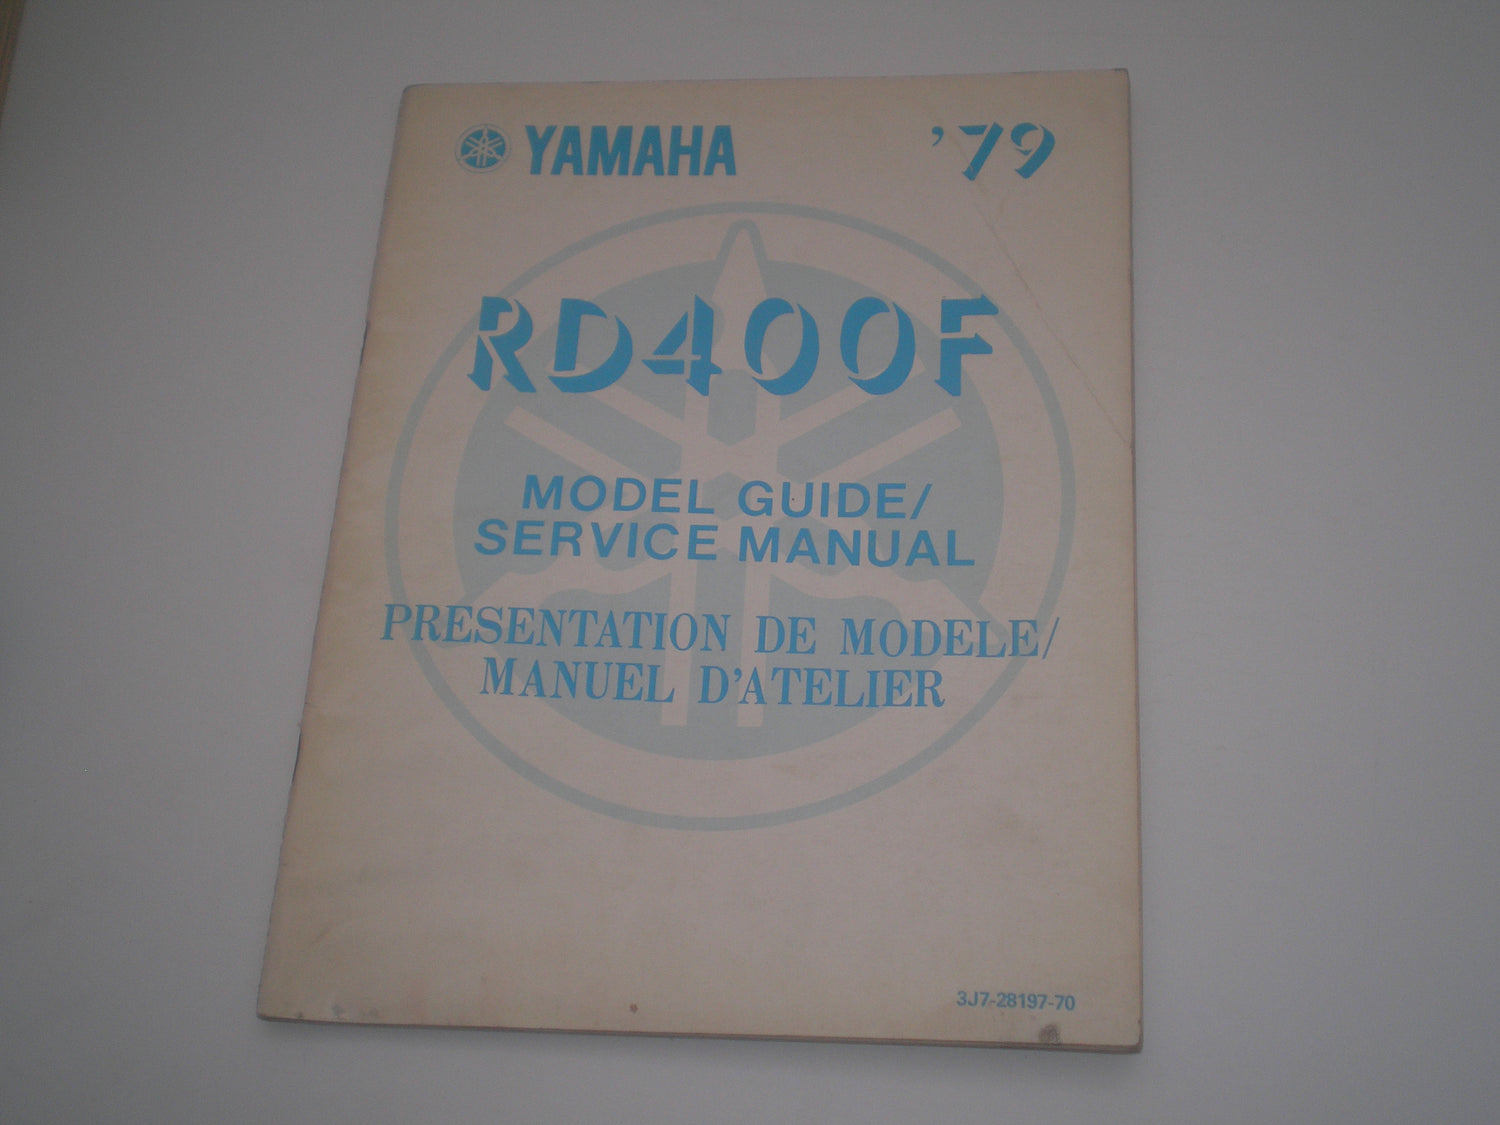 YAMAHA '79
RD400F
MODEL GUIDE/
SERVICE MANUAL
PRESENTATION DE MODELE/
MANUEL D'ATELIER
3J7-28197-70